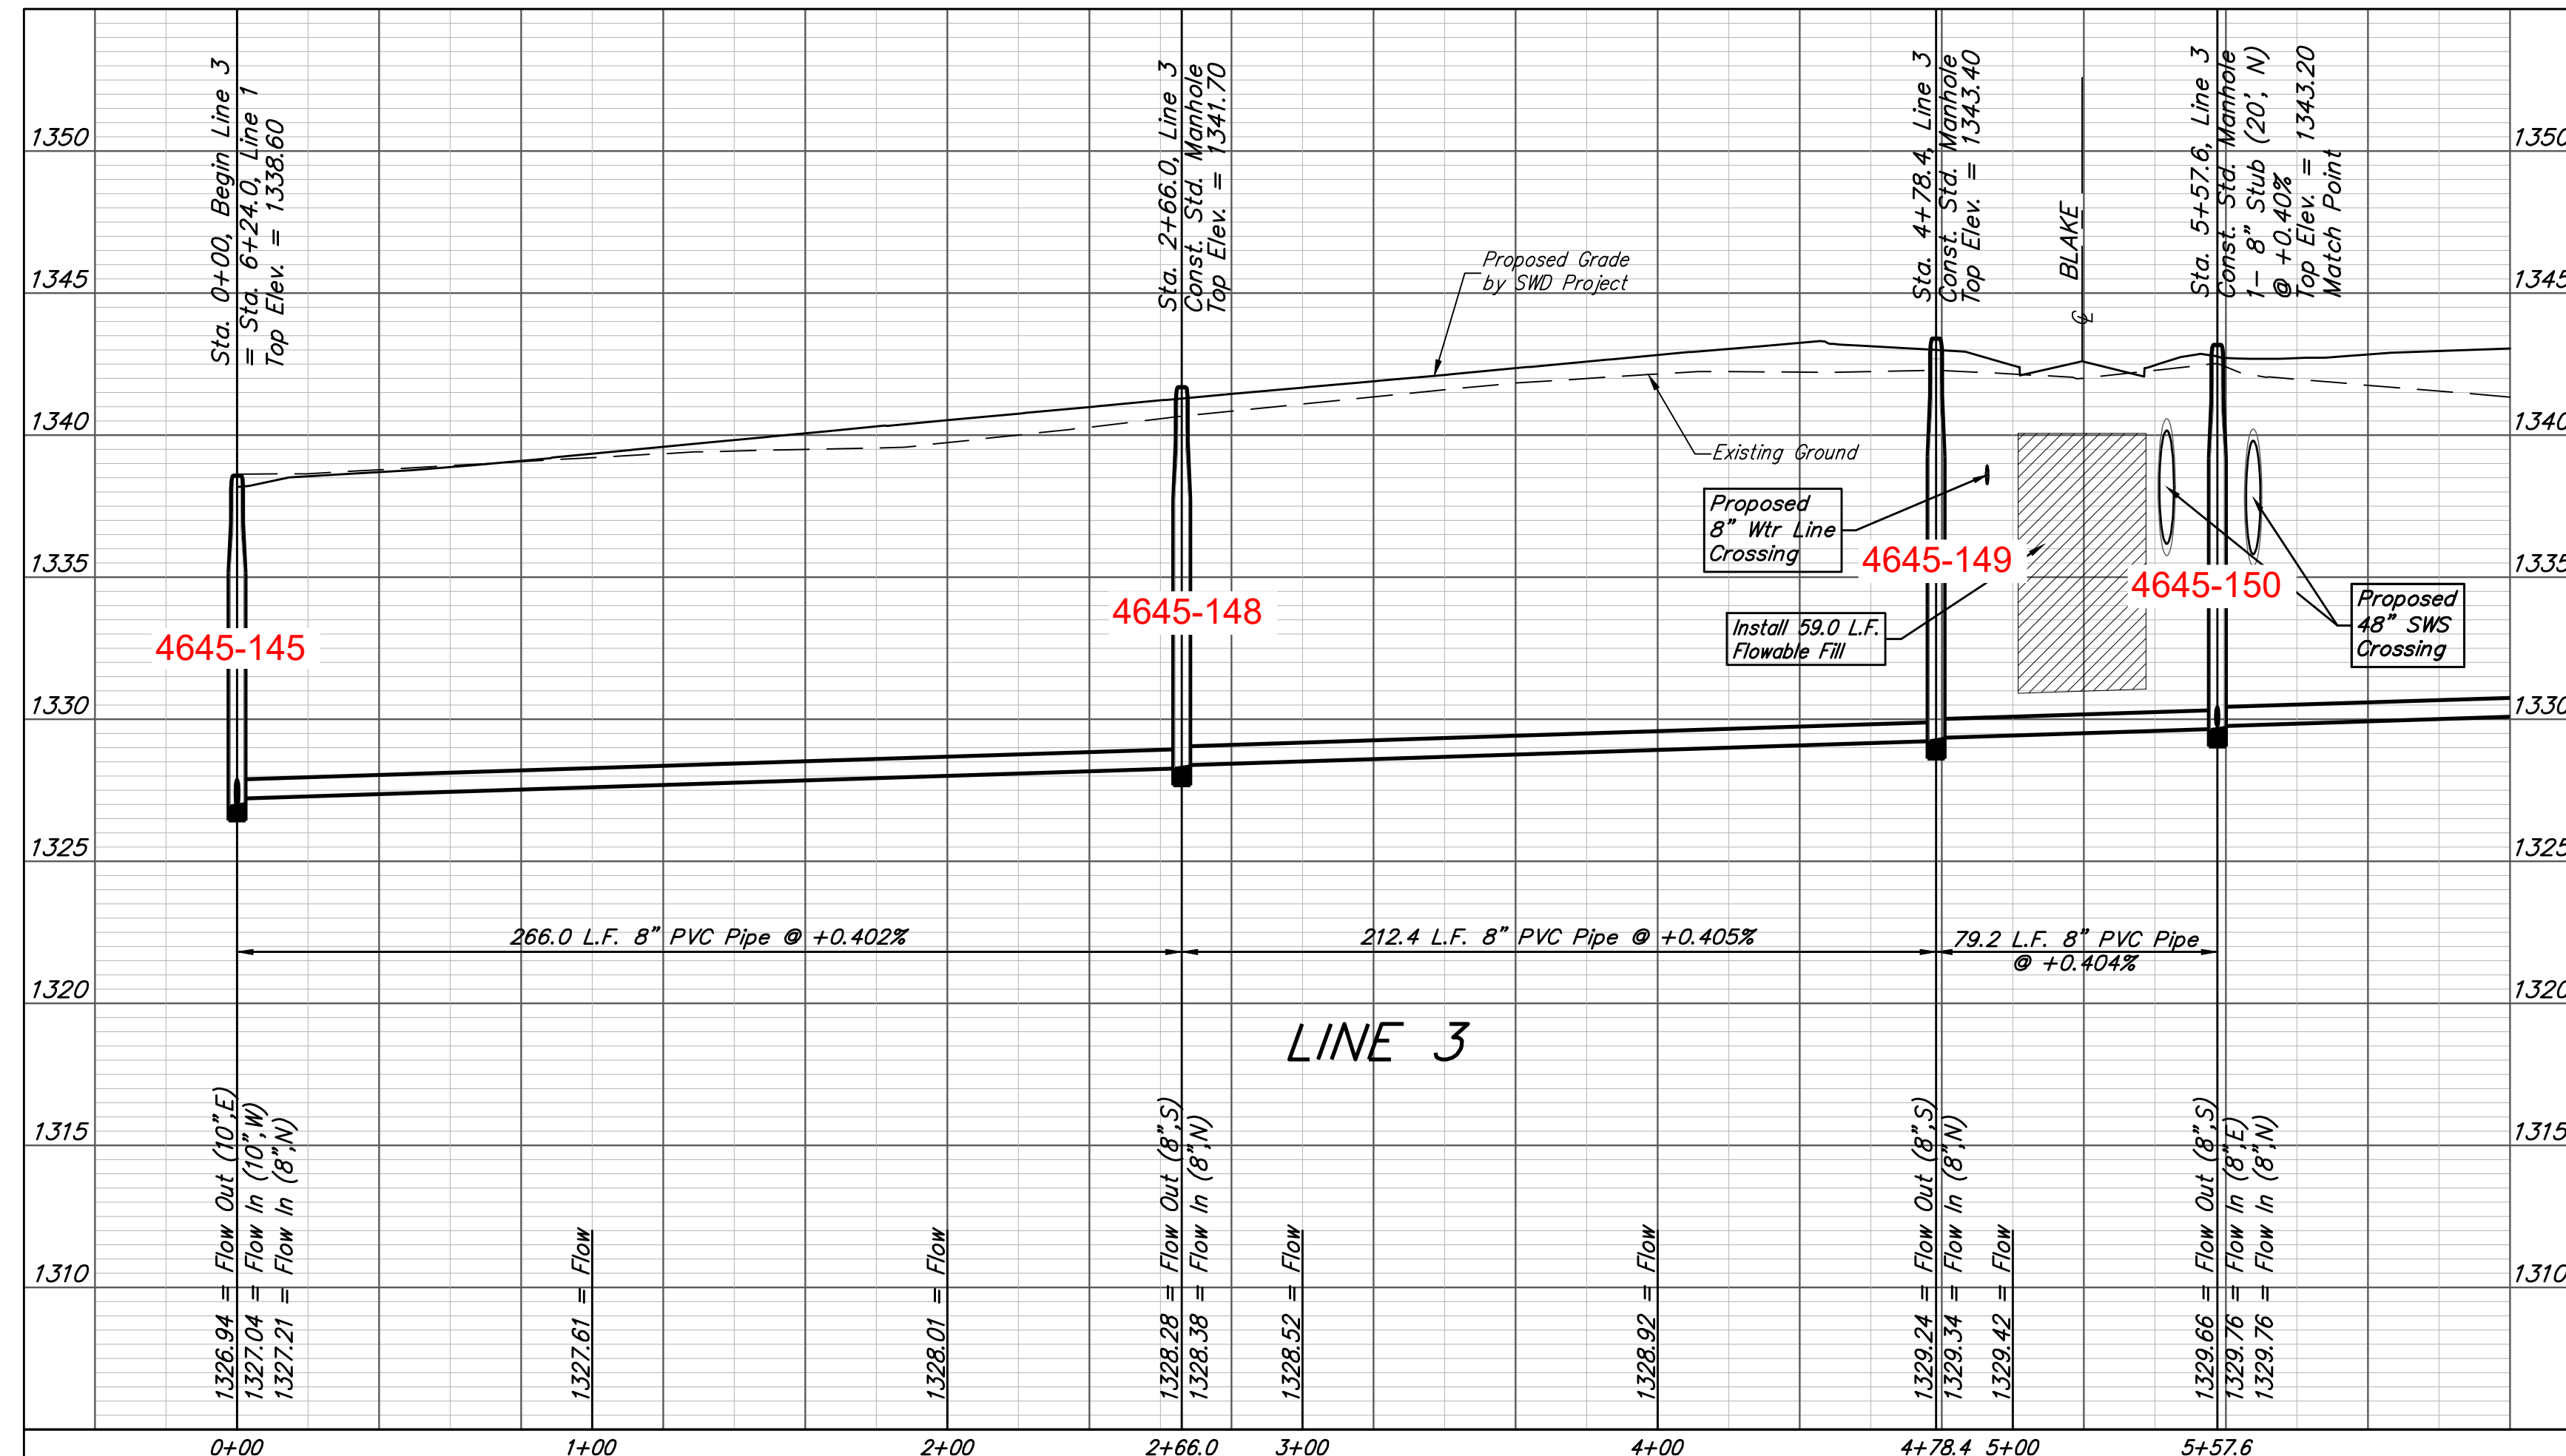 Sta. 0+00, Begin Line 3
= Sta. 6+24.0, Line 1
Top Elev. = 1338.60
Sta. 2+66.0, Line 3
Const. Std. Manhole
Top Elev. = 1341.70
Sta. 4+78.4, Line 3
Const. Std. Manhole
Top Elev. = 1343.40
BLAKE
℄
Sta. 5+57.6, Line 3
Const. Std. Manhole
1- 8" Stub (20', N)
@ +0.40%
Top Elev. = 1343.20
Match Point
1350
1350
1345
1345
1340
1340
1335
1335
1330
1330
1325
1325
1320
1320
1315
1315
1310
1310
Proposed Grade
by SWD Project
Existing Ground
Proposed
8" Wtr Line
Crossing
Install 59.0 L.F.
Flowable Fill
Proposed
48" SWS
Crossing
4645-145
4645-148
4645-149
4645-150
266.0 L.F. 8" PVC Pipe @ +0.402%
212.4 L.F. 8" PVC Pipe @ +0.405%
79.2 L.F. 8" PVC Pipe
@ +0.404%
LINE 3
1326.94 = Flow Out (10",E)
1327.04 = Flow In (10",W)
1327.21 = Flow In (8",N)
1327.61 = Flow
1328.01 = Flow
1328.28 = Flow Out (8",S)
1328.38 = Flow In (8",N)
1328.52 = Flow
1328.92 = Flow
1329.24 = Flow Out (8",S)
1329.34 = Flow In (8",N)
1329.42 = Flow
1329.66 = Flow Out (8",S)
1329.76 = Flow In (8",E)
1329.76 = Flow In (8",N)
0+00
1+00
2+00
2+66.0
3+00
4+00
4+78.4
5+00
5+57.6